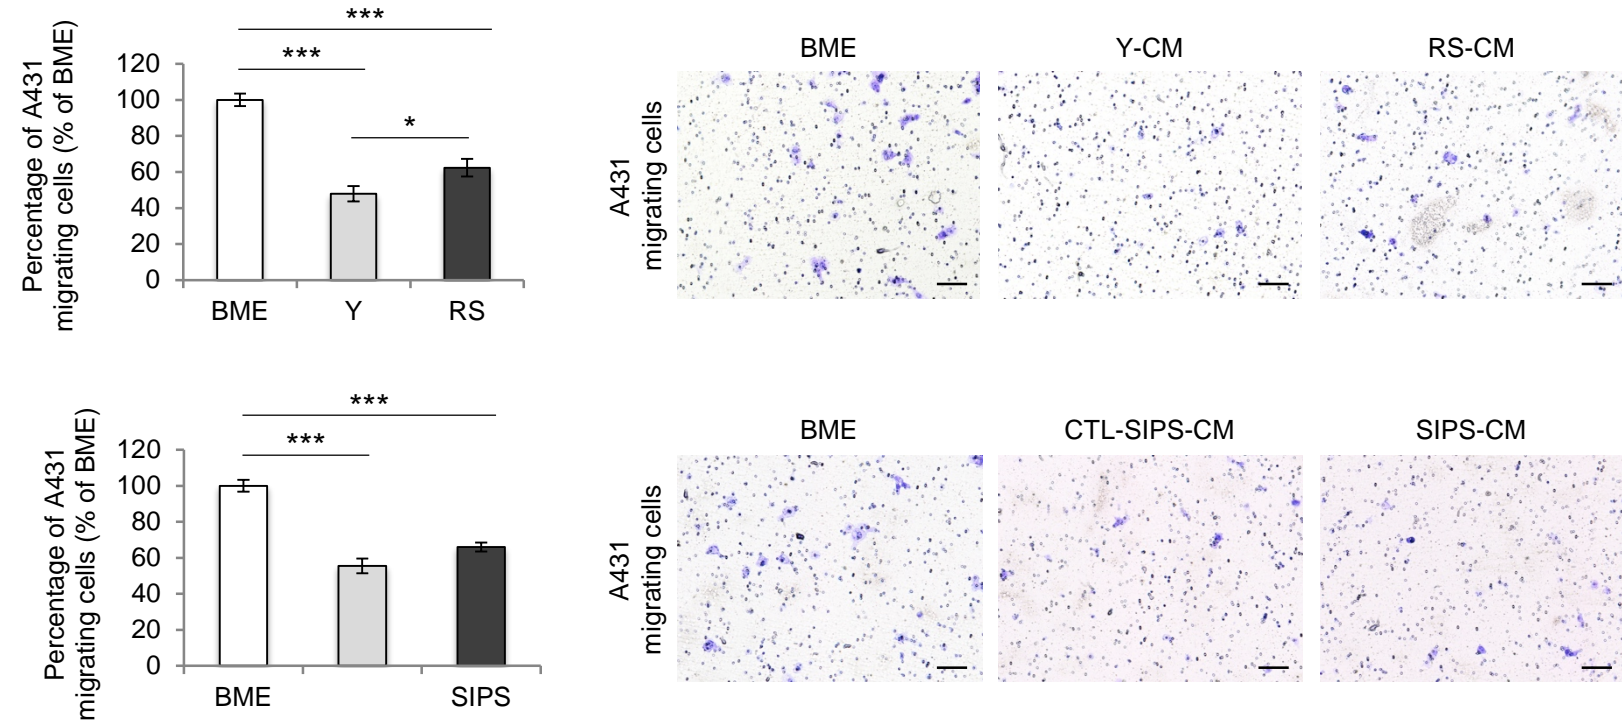 ***
***
*
Percentage of A431
migrating cells (% of BME)
120
100
80
60
40
20
0
BME Y RS
BME Y-CM RS-CM
A431
migrating cells
***
***
Percentage of A431
migrating cells (% of BME)
120
100
80
60
40
20
0
BME SIPS
BME CTL-SIPS-CM SIPS-CM
A431
migrating cells